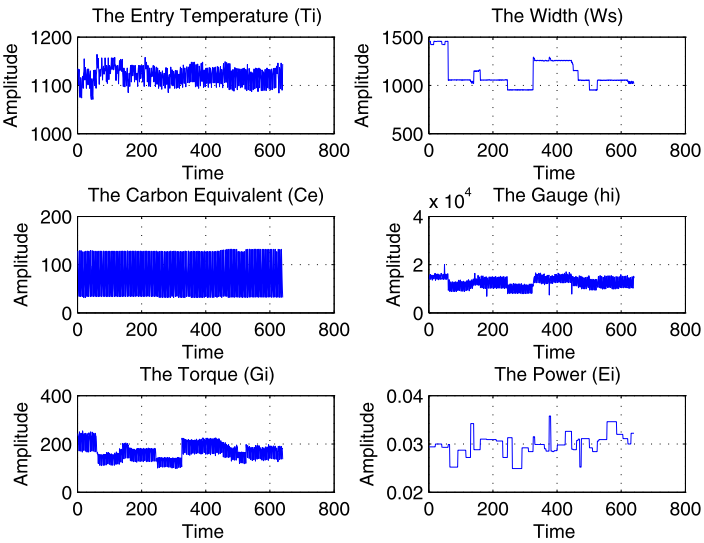 The Entry Temperature (Ti)
1200
1100
1000
Amplitude
0 200 400 600 800
Time
The Width (Ws)
1500
1000
500
Amplitude
0 200 400 600 800
Time
The Carbon Equivalent (Ce)
200
100
0
Amplitude
0 200 400 600 800
Time
The Gauge (hi)
x 10^4
4
2
0
Amplitude
0 200 400 600 800
Time
The Torque (Gi)
400
200
0
Amplitude
0 200 400 600 800
Time
The Power (Ei)
0.04
0.03
0.02
Amplitude
0 200 400 600 800
Time